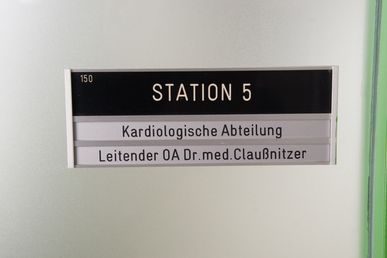 150
STATION 5
Kardiologische Abteilung
Leitender OA Dr.med.Claußnitzer